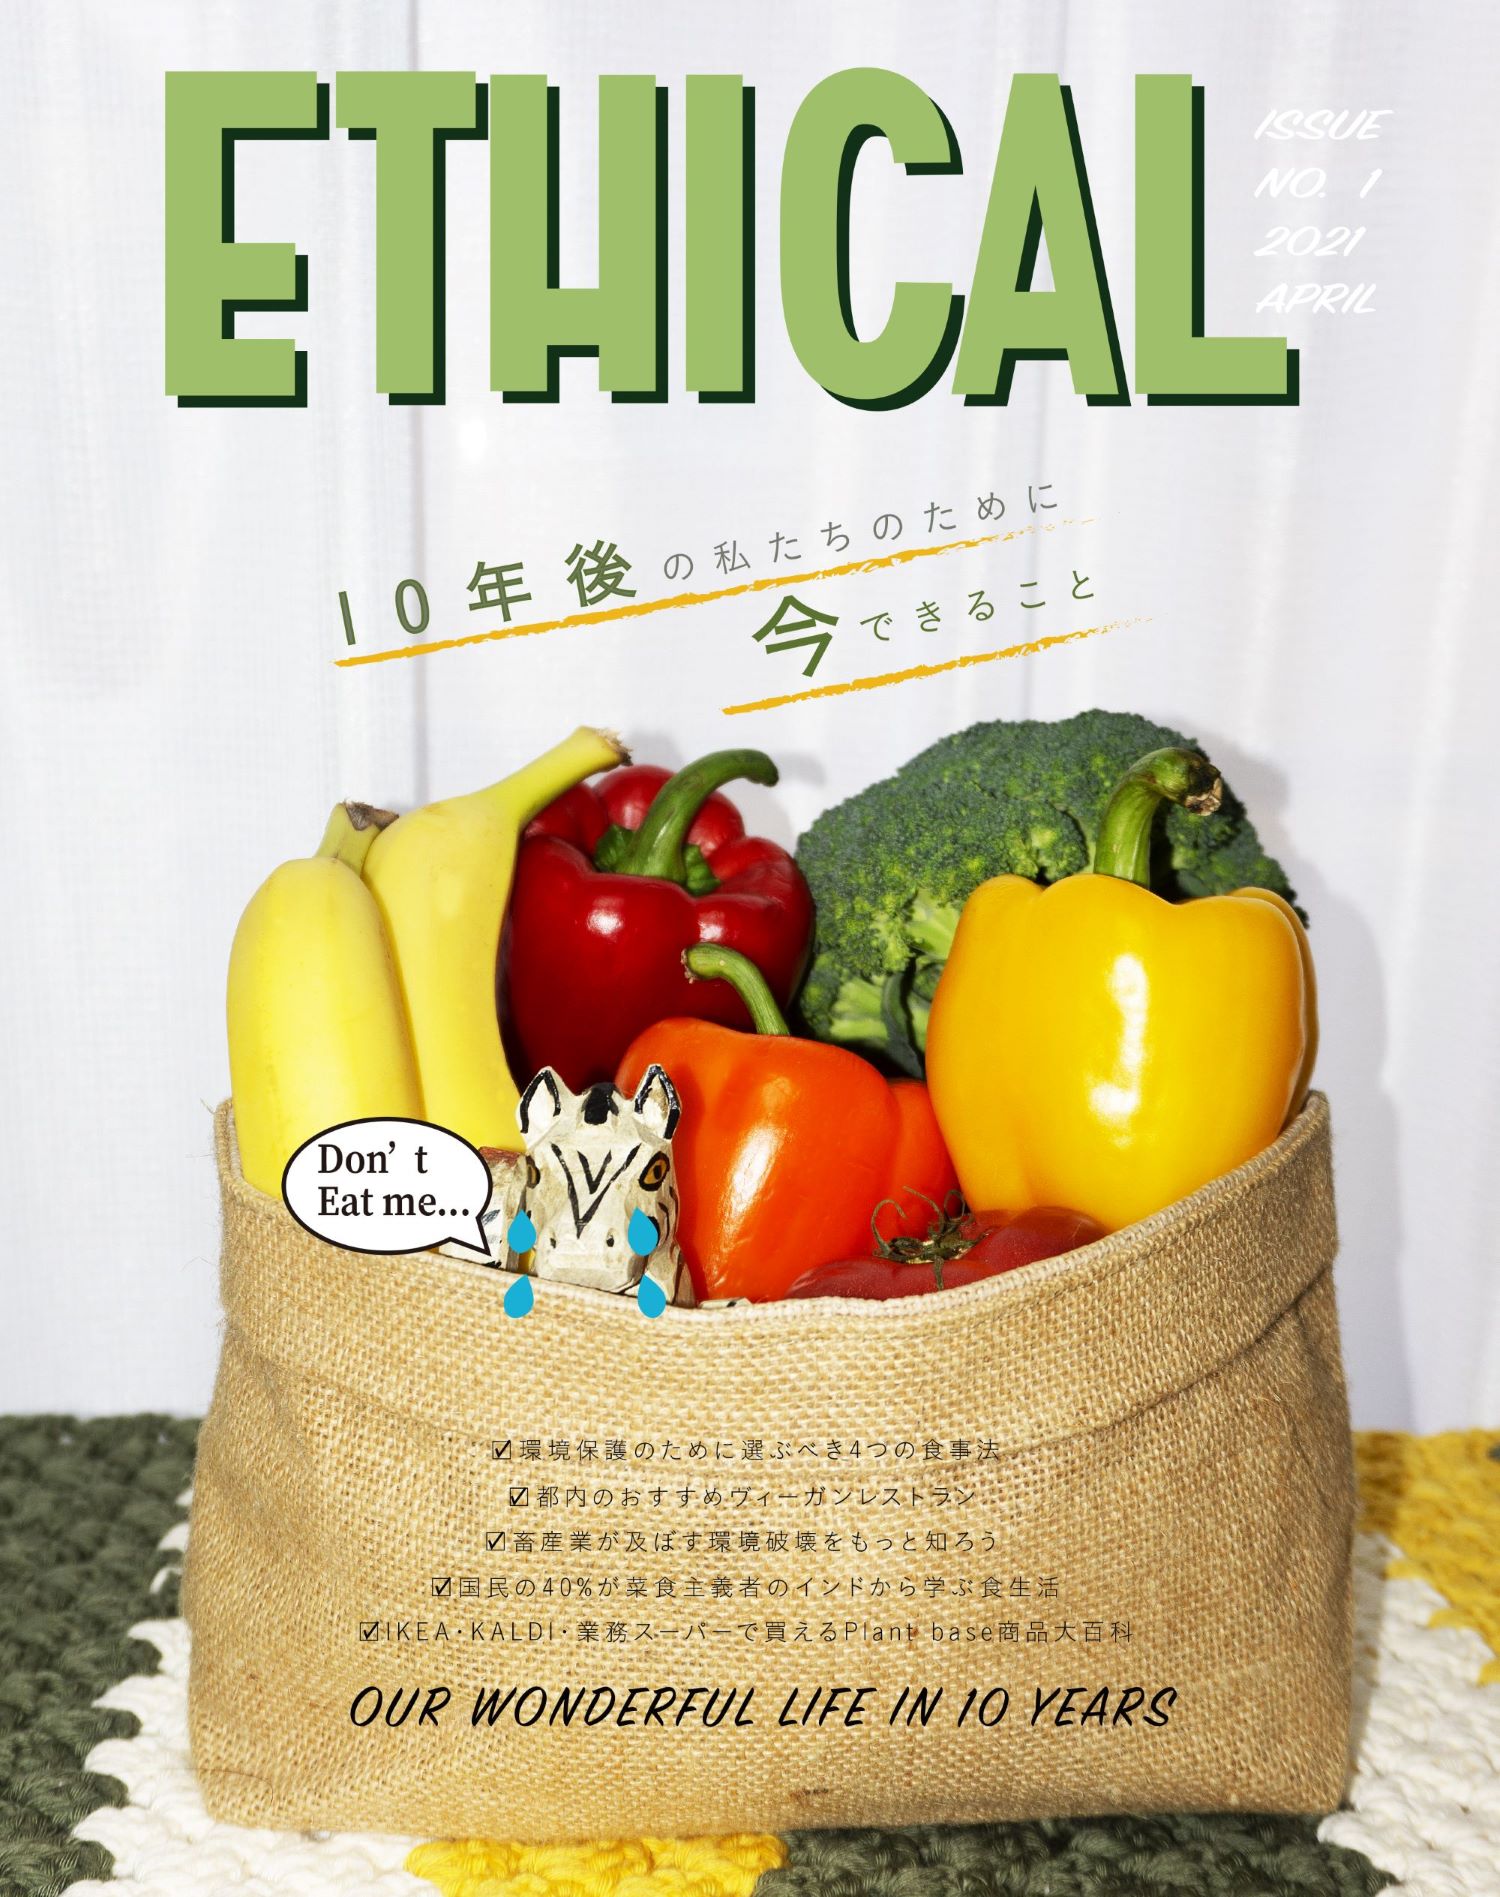 ETHICAL
ISSUE
NO. 1
2021
APRIL
10年後の私たちのために
今できること
Don't
Eat me...
☑環境保護のために選ぶべき4つの食事法
☑都内のおすすめヴィーガンレストラン
☑畜産業が及ぼす環境破壊をもっと知ろう
☑国民の40%が菜食主義者のインドから学ぶ食生活
☑IKEA・KALDI・業務スーパーで買えるPlant base商品大百科
OUR WONDERFUL LIFE IN 10 YEARS